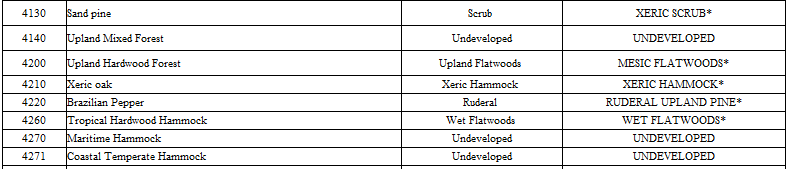 4130 Sand pine Scrub XERIC SCRUB*
4140 Upland Mixed Forest Undeveloped UNDEVELOPED
4200 Upland Hardwood Forest Upland Flatwoods MESIC FLATWOODS*
4210 Xeric oak Xeric Hammock XERIC HAMMOCK*
4220 Brazilian Pepper Ruderal RUDERAL UPLAND PINE*
4260 Tropical Hardwood Hammock Wet Flatwoods WET FLATWOODS*
4270 Maritime Hammock Undeveloped UNDEVELOPED
4271 Coastal Temperate Hammock Undeveloped UNDEVELOPED